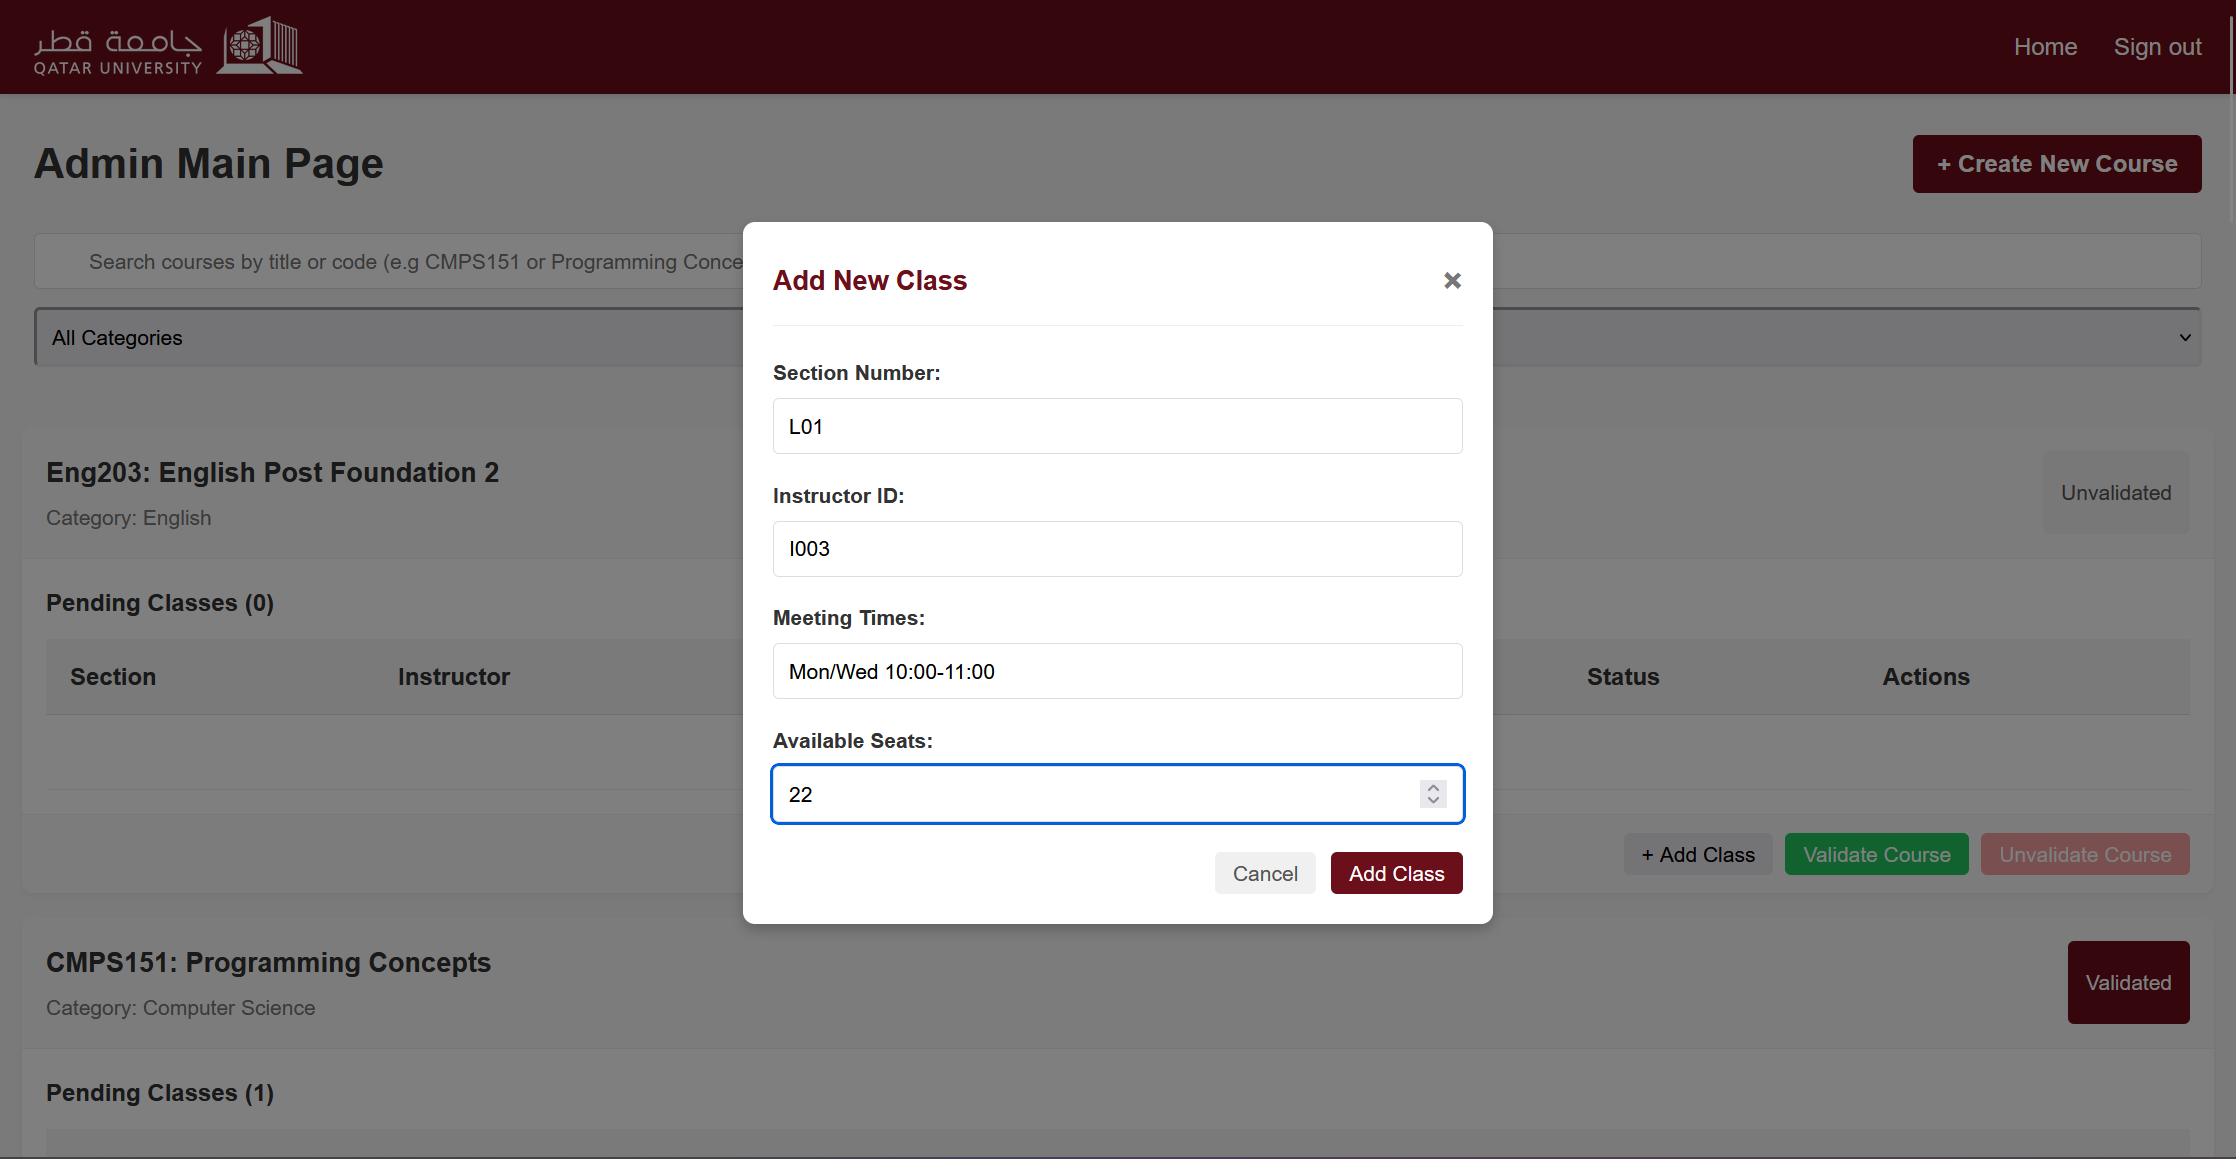 جامعة قطر
QATAR UNIVERSITY
Home
Sign out
Admin Main Page
+ Create New Course
Search courses by title or code (e.g CMPS151 or Programming Conce
All Categories
Add New Class
Section Number:
L01
Instructor ID:
I003
Meeting Times:
Mon/Wed 10:00-11:00
Available Seats:
22
Cancel
Add Class
Eng203: English Post Foundation 2
Category: English
Unvalidated
Pending Classes (0)
Section
Instructor
Status
Actions
+ Add Class
Validate Course
Unvalidate Course
CMPS151: Programming Concepts
Category: Computer Science
Validated
Pending Classes (1)